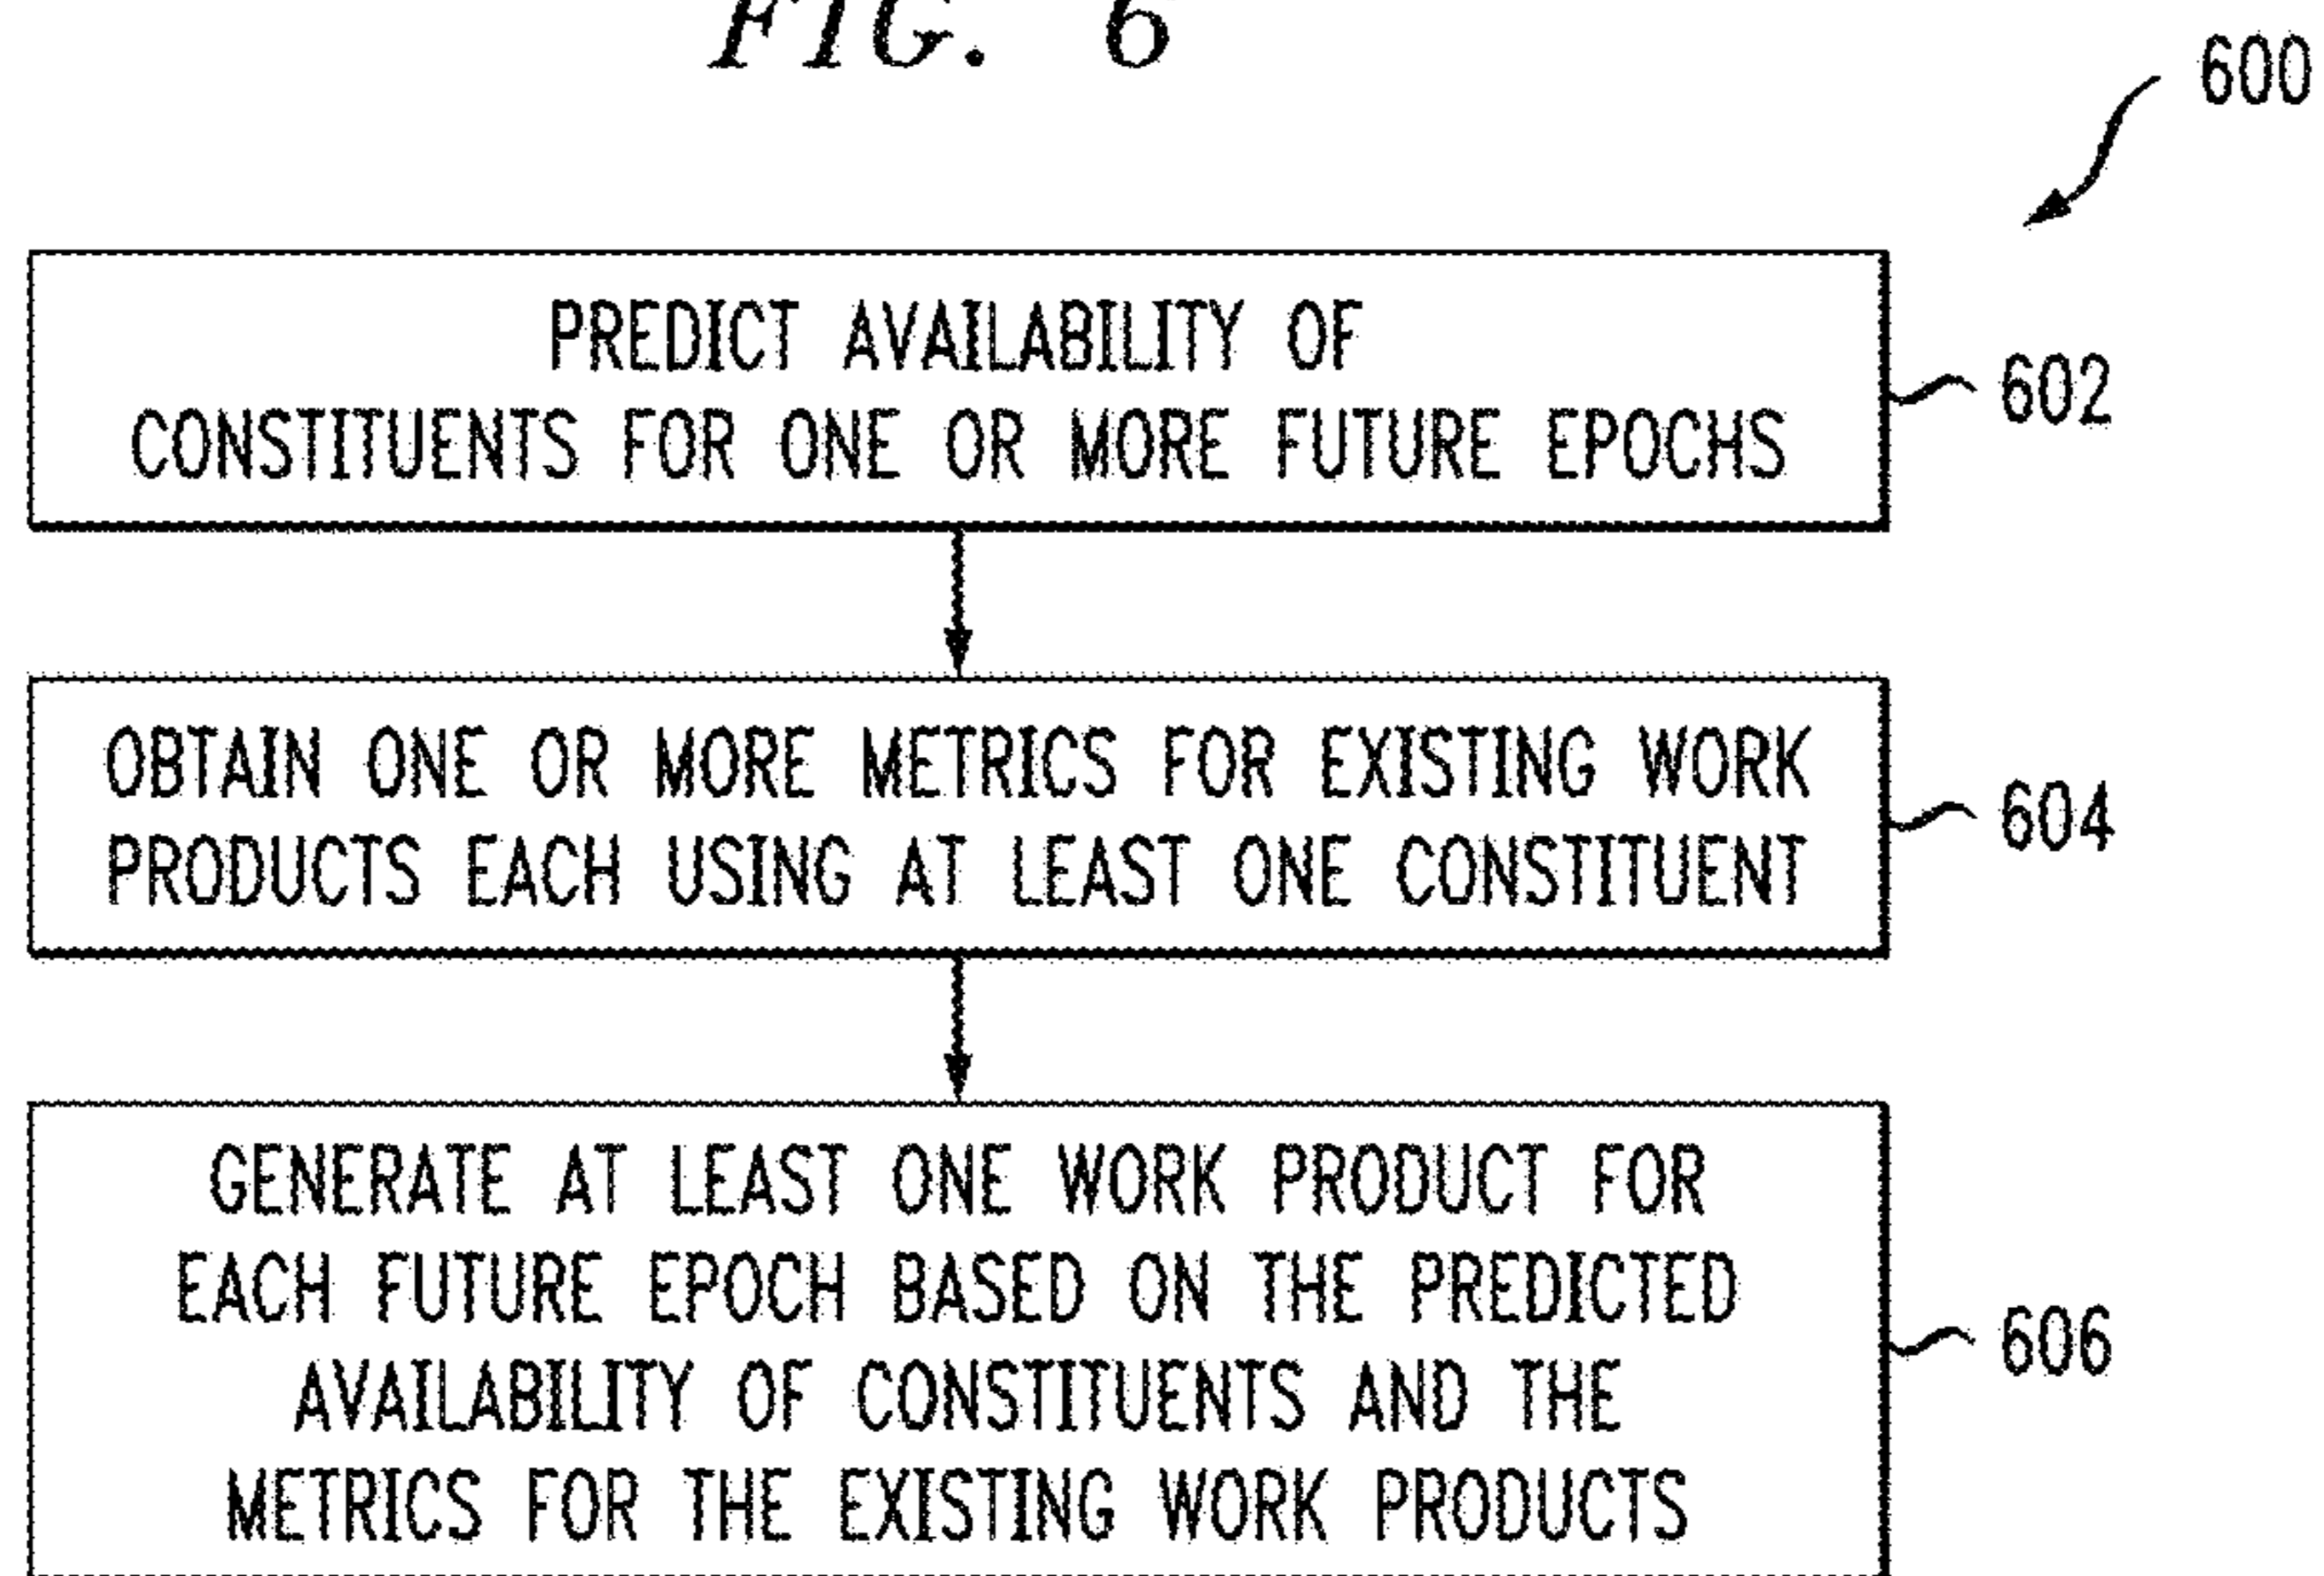 FIG. 6
600
PREDICT AVAILABILITY OF
CONSTITUENTS FOR ONE OR MORE FUTURE EPOCHS
602
OBTAIN ONE OR MORE METRICS FOR EXISTING WORK
PRODUCTS EACH USING AT LEAST ONE CONSTITUENT
604
GENERATE AT LEAST ONE WORK PRODUCT FOR
EACH FUTURE EPOCH BASED ON THE PREDICTED
AVAILABILITY OF CONSTITUENTS AND THE
METRICS FOR THE EXISTING WORK PRODUCTS
606